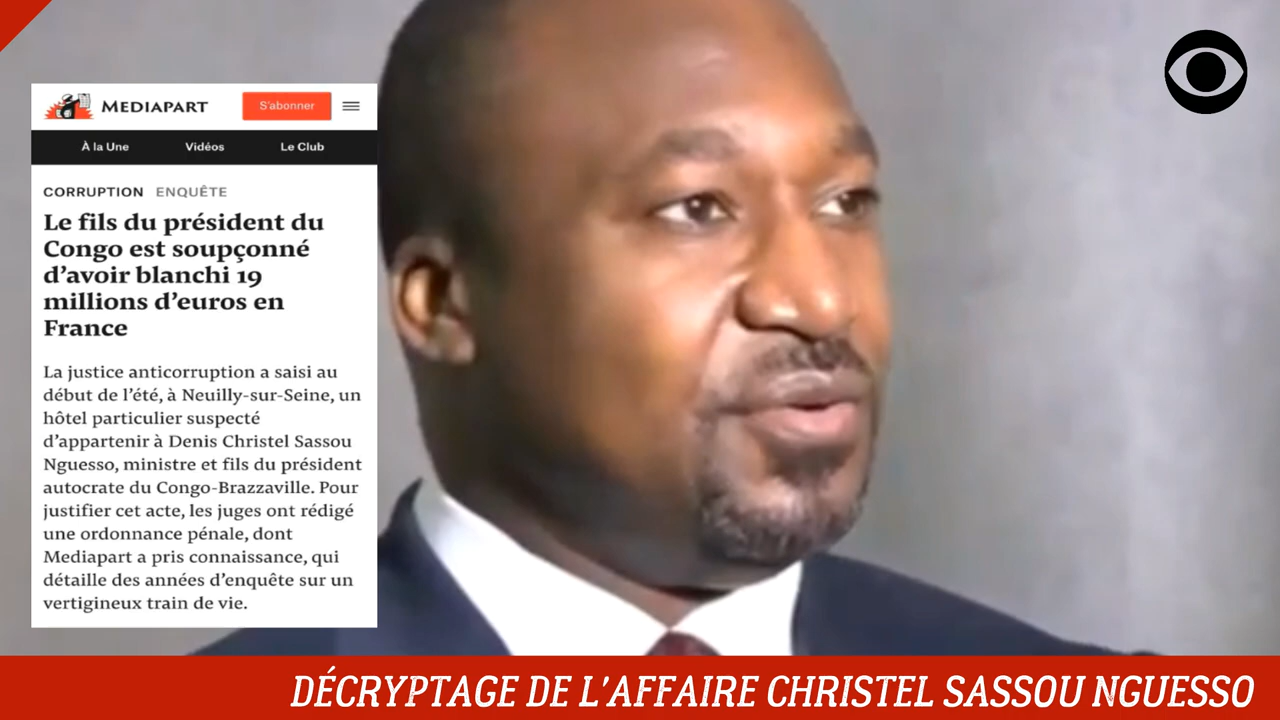 MEDIAPART
S'abonner
À la Une Vidéos Le Club
CORRUPTION ENQUÊTE
Le fils du président du
Congo est soupçonné
d'avoir blanchi 19
millions d'euros en
France
La justice anticorruption a saisi au
début de l'été, à Neuilly-sur-Seine, un
hôtel particulier suspecté
d'appartenir à Denis Christel Sassou
Nguesso, ministre et fils du président
autocrate du Congo-Brazzaville. Pour
justifier cet acte, les juges ont rédigé
une ordonnance pénale, dont
Mediapart a pris connaissance, qui
détaille des années d'enquête sur un
vertigineux train de vie.
DÉCRYPTAGE DE L'AFFAIRE CHRISTEL SASSOU NGUESSO